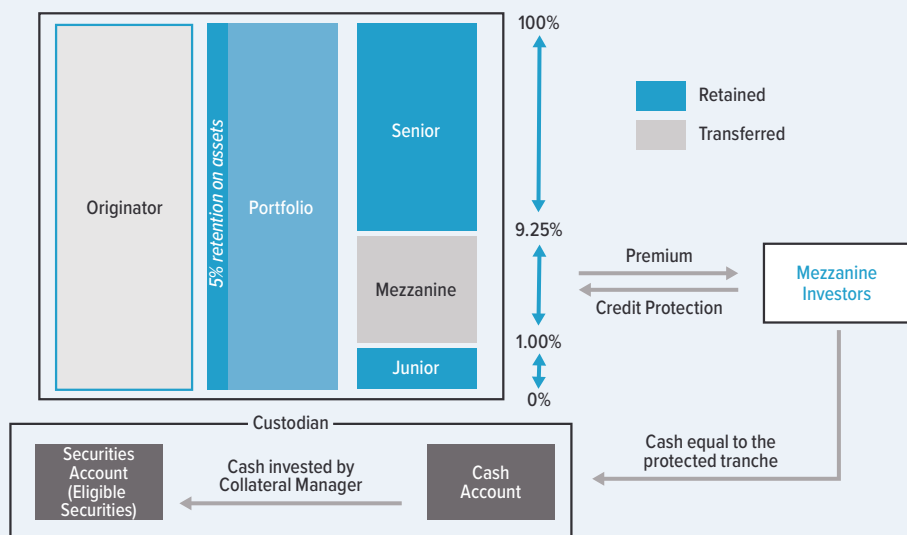 Originator
5% retention on assets
Portfolio
Senior
Mezzanine
Junior
100%
9.25%
1.00%
0%
Retained
Transferred
Premium
Credit Protection
Mezzanine
Investors
Custodian
Securities
Account
(Eligible
Securities)
Cash invested by
Collateral Manager
Cash
Account
Cash equal to the
protected tranche